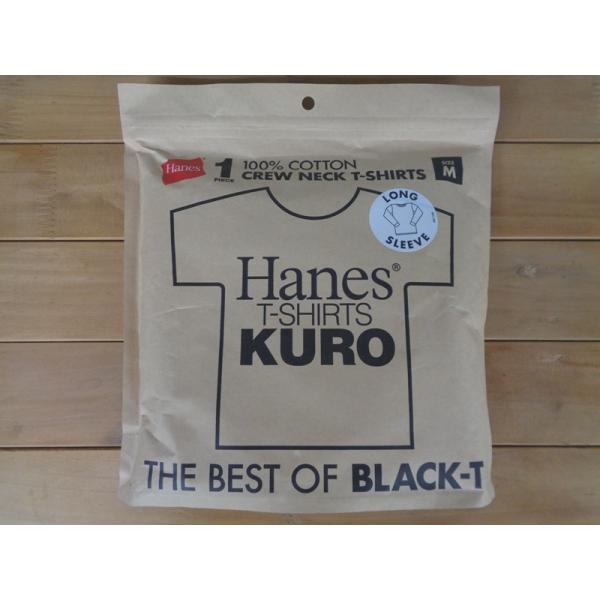 Hanes
1
PIECE
100% COTTON
CREW NECK T-SHIRTS
SIZE
M
LONG
SLEEVE
Hanes®
T-SHIRTS
KURO
THE BEST OF BLACK-T